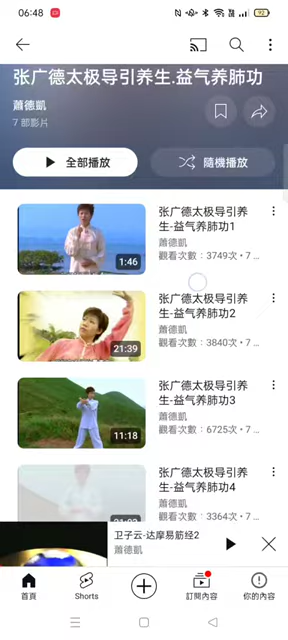 06:48
92
张广德太极导引养生.益气养肺功
蕭德凱
7 部影片
全部播放
隨機播放
1:46
张广德太极导引养
生-益气养肺功1
蕭德凱
觀看次數：3749次 • 7 ...
21:39
张广德太极导引养
生-益气养肺功2
蕭德凱
觀看次數：3840次 • 7 ...
11:18
张广德太极导引养
生-益气养肺功3
蕭德凱
觀看次數：6725次 • 7 ...
张广德太极导引养
生-益气养肺功4
蕭德凱
觀看次數：3364次 • 7 ...
卫子云-达摩易筋经2
蕭德凱
首頁
Shorts
訂閱內容
你的內容